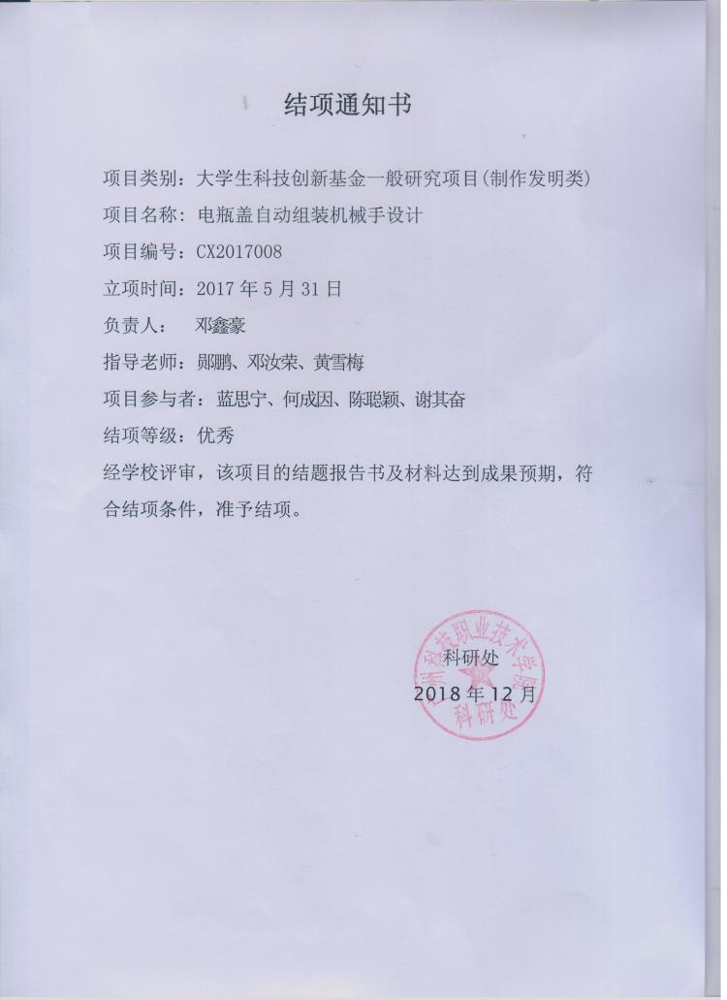 结项通知书
项目类别：大学生科技创新基金一般研究项目(制作发明类)
项目名称: 电瓶盖自动组装机械手设计
项目编号：CX2017008
立项时间：2017 年 5 月 31 日
负责人： 邓鑫豪
指导老师：郧鹏、邓汝荣、黄雪梅
项目参与者：蓝思宁、何成因、陈聪颖、谢其奋
结项等级：优秀
经学校评审，该项目的结题报告书及材料达到成果预期，符
合结项条件，准予结项。
州科技职业技术学院
科研处
2018 年 12 月
科研处